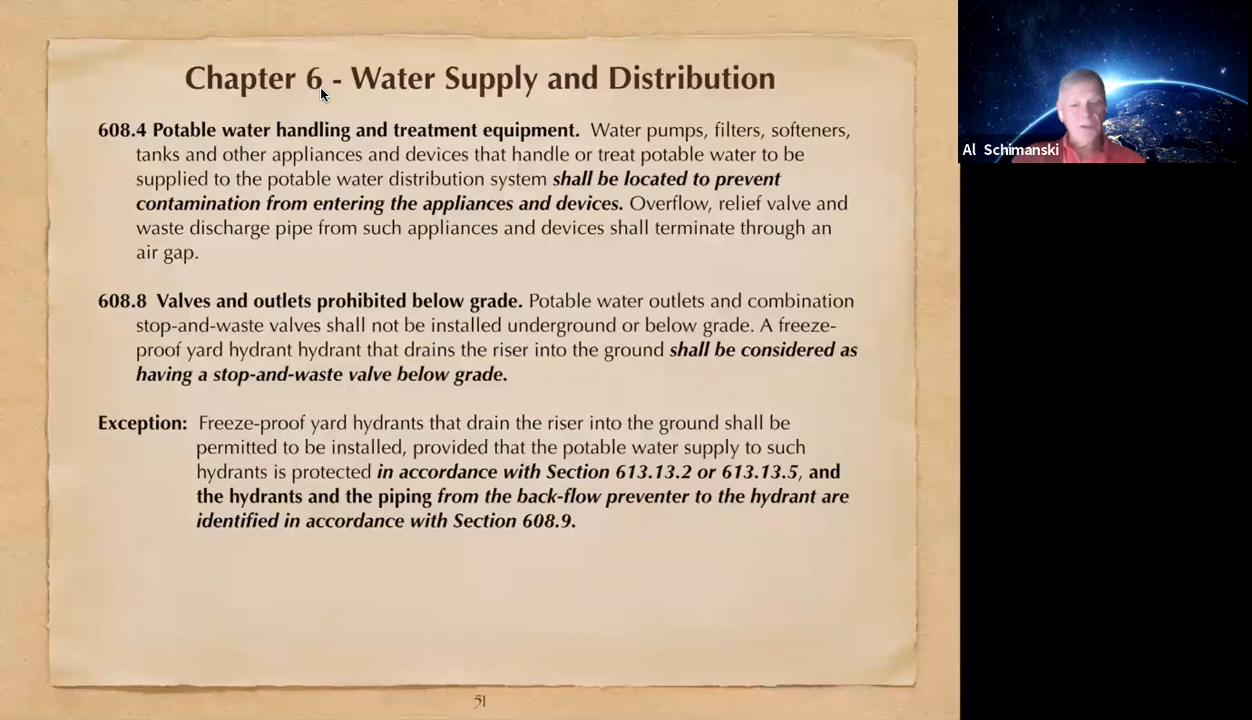 Chapter 6 - Water Supply and Distribution
608.4 Potable water handling and treatment equipment. Water pumps, filters, softeners,
tanks and other appliances and devices that handle or treat potable water to be
supplied to the potable water distribution system shall be located to prevent
contamination from entering the appliances and devices. Overflow, relief valve and
waste discharge pipe from such appliances and devices shall terminate through an
air gap.
608.8 Valves and outlets prohibited below grade. Potable water outlets and combination
stop-and-waste valves shall not be installed underground or below grade. A freeze-
proof yard hydrant hydrant that drains the riser into the ground shall be considered as
having a stop-and-waste valve below grade.
Exception: Freeze-proof yard hydrants that drain the riser into the ground shall be
permitted to be installed, provided that the potable water supply to such
hydrants is protected in accordance with Section 613.13.2 or 613.13.5, and
the hydrants and the piping from the back-flow preventer to the hydrant are
identified in accordance with Section 608.9.
51
Al Schimanski